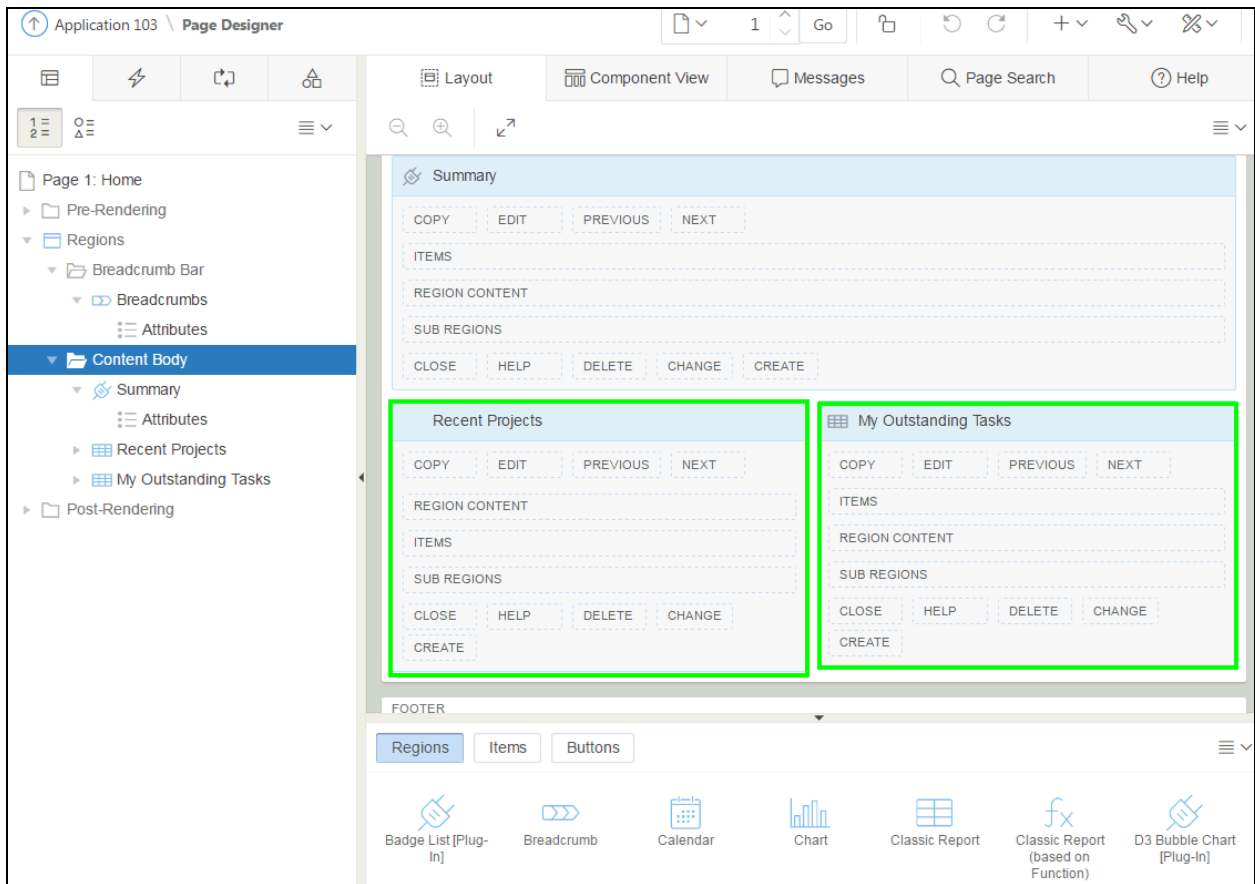 Application 103 \ Page Designer
1 Go
Layout Component View Messages Page Search Help
Page 1: Home
Pre-Rendering
Regions
Breadcrumb Bar
Breadcrumbs
Attributes
Content Body
Summary
Attributes
Recent Projects
My Outstanding Tasks
Post-Rendering
Summary
COPY EDIT PREVIOUS NEXT
ITEMS
REGION CONTENT
SUB REGIONS
CLOSE HELP DELETE CHANGE CREATE
Recent Projects
COPY EDIT PREVIOUS NEXT
REGION CONTENT
ITEMS
SUB REGIONS
CLOSE HELP DELETE CHANGE
CREATE
My Outstanding Tasks
COPY EDIT PREVIOUS NEXT
ITEMS
REGION CONTENT
SUB REGIONS
CLOSE HELP DELETE CHANGE
CREATE
FOOTER
Regions Items Buttons
Badge List [Plug-
In]
Breadcrumb
Calendar
Chart
Classic Report
Classic Report
(based on
Function)
D3 Bubble Chart
[Plug-In]